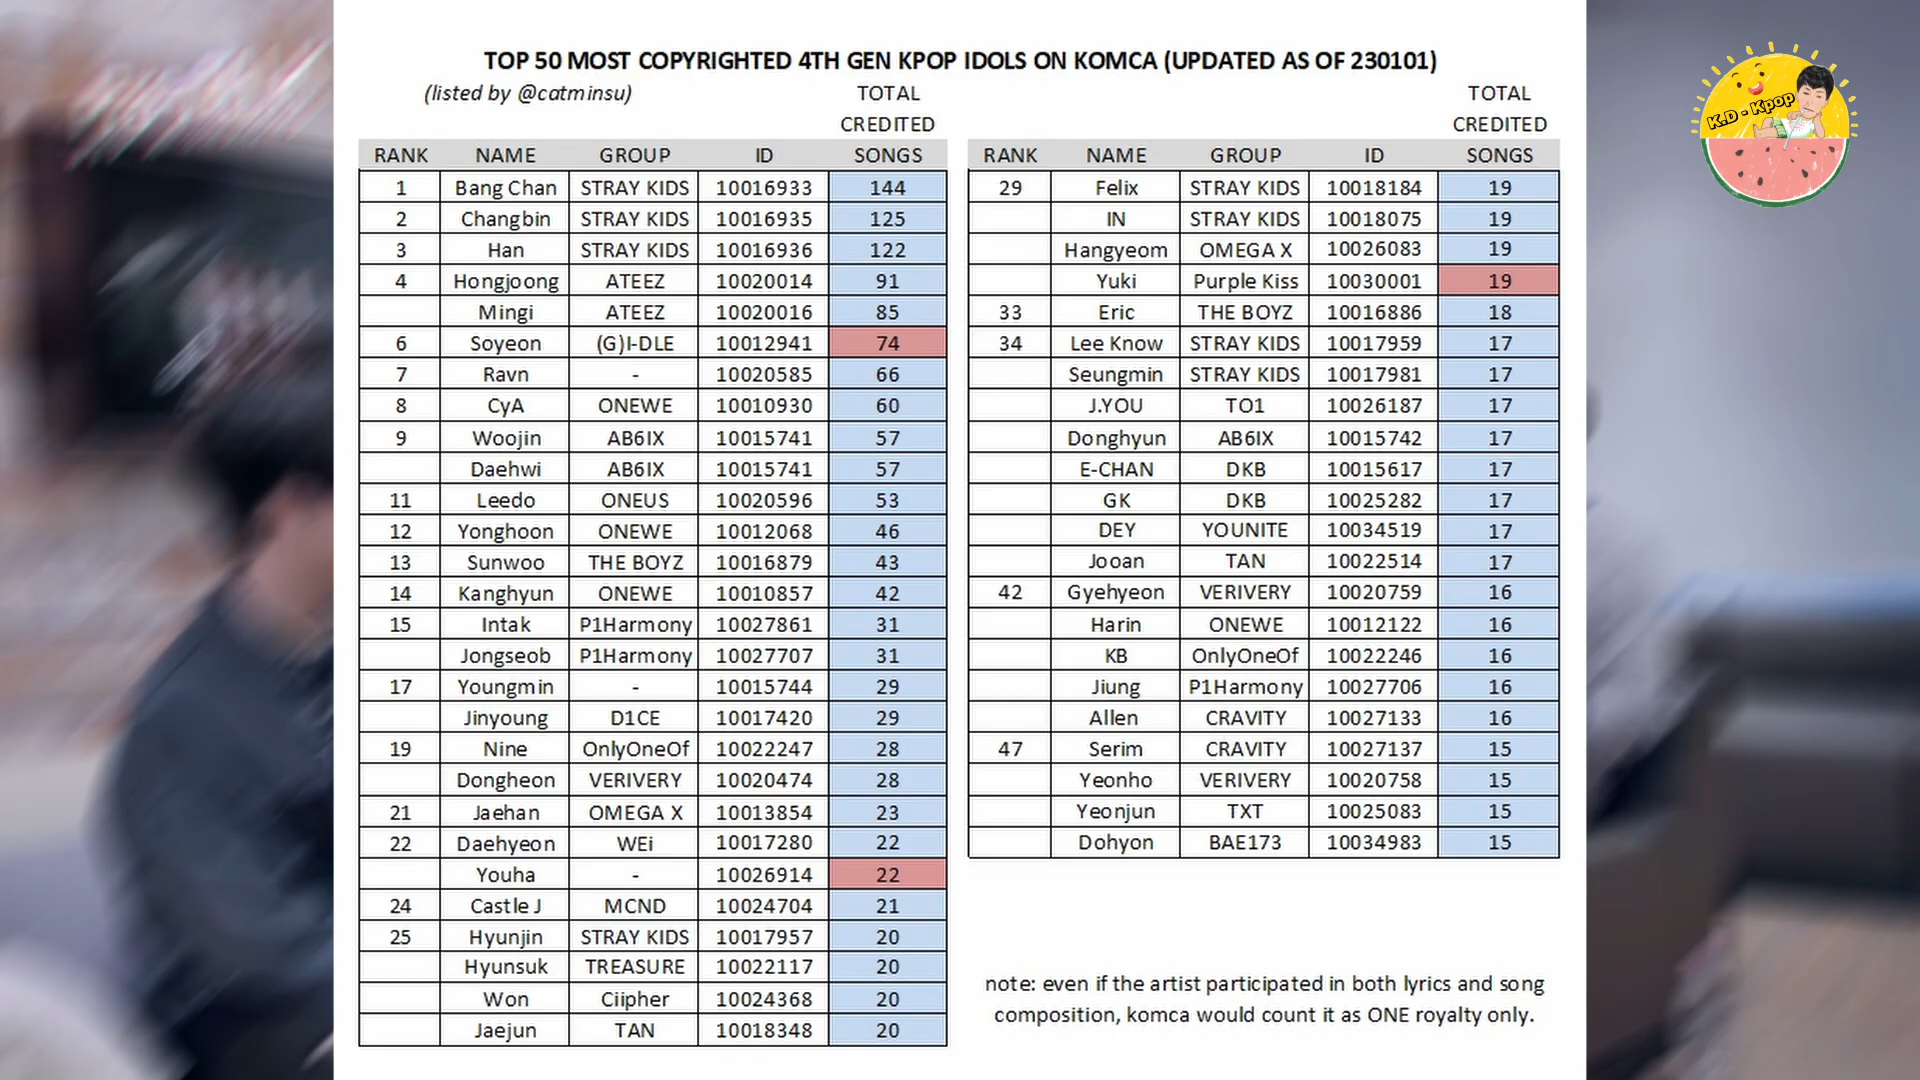 TOP 50 MOST COPYRIGHTED 4TH GEN KPOP IDOLS ON KOMCA (UPDATED AS OF 230101)
(listed by @catminsu)
TOTAL CREDITED
RANK NAME GROUP ID SONGS
1 Bang Chan STRAY KIDS 10016933 144
2 Changbin STRAY KIDS 10016935 125
3 Han STRAY KIDS 10016936 122
4 Hongjoong ATEEZ 10020014 91
Mingi ATEEZ 10020016 85
6 Soyeon (G)I-DLE 10012941 74
7 Ravn - 10020585 66
8 CyA ONEWE 10010930 60
9 Woojin AB6IX 10015741 57
Daehwi AB6IX 10015741 57
11 Leedo ONEUS 10020596 53
12 Yonghoon ONEWE 10012068 46
13 Sunwoo THE BOYZ 10016879 43
14 Kanghyun ONEWE 10010857 42
15 Intak P1Harmony 10027861 31
Jongseob P1Harmony 10027707 31
17 Youngmin - 10015744 29
Jinyoung D1CE 10017420 29
19 Nine OnlyOneOf 10022247 28
Dongheon VERIVERY 10020474 28
21 Jaehan OMEGA X 10013854 23
22 Daehyeon WEi 10017280 22
Youha - 10026914 22
24 Castle J MCND 10024704 21
25 Hyunjin STRAY KIDS 10017957 20
Hyunsuk TREASURE 10022117 20
Won Ciipher 10024368 20
Jaejun TAN 10018348 20
TOTAL CREDITED
RANK NAME GROUP ID SONGS
29 Felix STRAY KIDS 10018184 19
IN STRAY KIDS 10018075 19
Hangyeom OMEGA X 10026083 19
Yuki Purple Kiss 10030001 19
33 Eric THE BOYZ 10016886 18
34 Lee Know STRAY KIDS 10017959 17
Seungmin STRAY KIDS 10017981 17
J.YOU TO1 10026187 17
Donghyun AB6IX 10015742 17
E-CHAN DKB 10015617 17
GK DKB 10025282 17
DEY YOUNITE 10034519 17
Jooan TAN 10022514 17
42 Gyehyeon VERIVERY 10020759 16
Harin ONEWE 10012122 16
KB OnlyOneOf 10022246 16
Jiung P1Harmony 10027706 16
Allen CRAVITY 10027133 16
47 Serim CRAVITY 10027137 15
Yeonho VERIVERY 10020758 15
Yeonjun TXT 10025083 15
Dohyon BAE173 10034983 15
note: even if the artist participated in both lyrics and song
composition, komca would count it as ONE royalty only.
K.D - Kpop